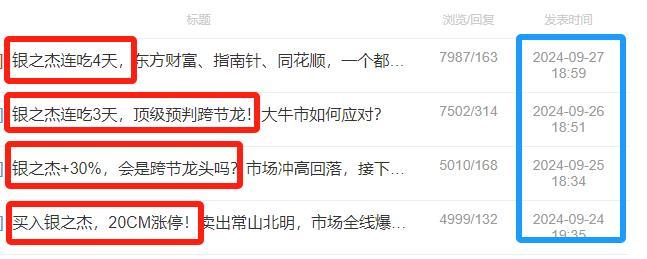 标题 浏览/回复 发表时间
] 银之杰连吃4天，东方财富、指南针、同花顺，一个都... 7987/163 2024-09-27
18:59
] 银之杰连吃3天，顶级预判跨节龙！大牛市如何应对？ 7502/314 2024-09-26
18:51
] 银之杰+30%，会是跨节龙头吗？市场冲高回落，接下... 5010/168 2024-09-25
18:34
] 买入银之杰，20CM涨停！卖出常山北明，市场全线爆... 4999/132 2024-09-24
19:35